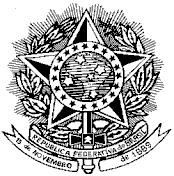 REPUBLICA FEDERATIVA do BRASIL
15 de NOVEMBRO
de 1889